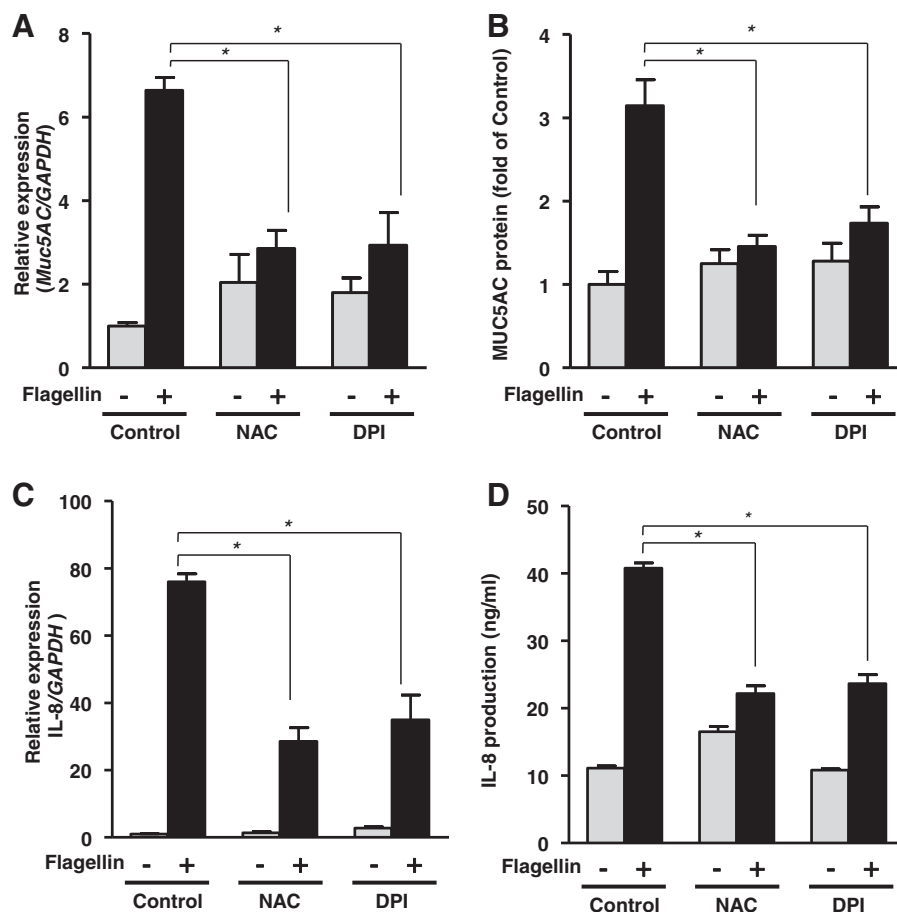 A
Relative expression
(Muc5AC/GAPDH)
8
6
4
2
0
*
*
Flagellin - + - + - +
Control NAC DPI
B
MUC5AC protein (fold of Control)
4
3
2
1
0
*
*
Flagellin - + - + - +
Control NAC DPI
C
Relative expression
IL-8/GAPDH )
100
80
60
40
20
0
*
*
Flagellin - + - + - +
Control NAC DPI
D
IL-8 production (ng/ml)
50
40
30
20
10
0
*
*
Flagellin - + - + - +
Control NAC DPI